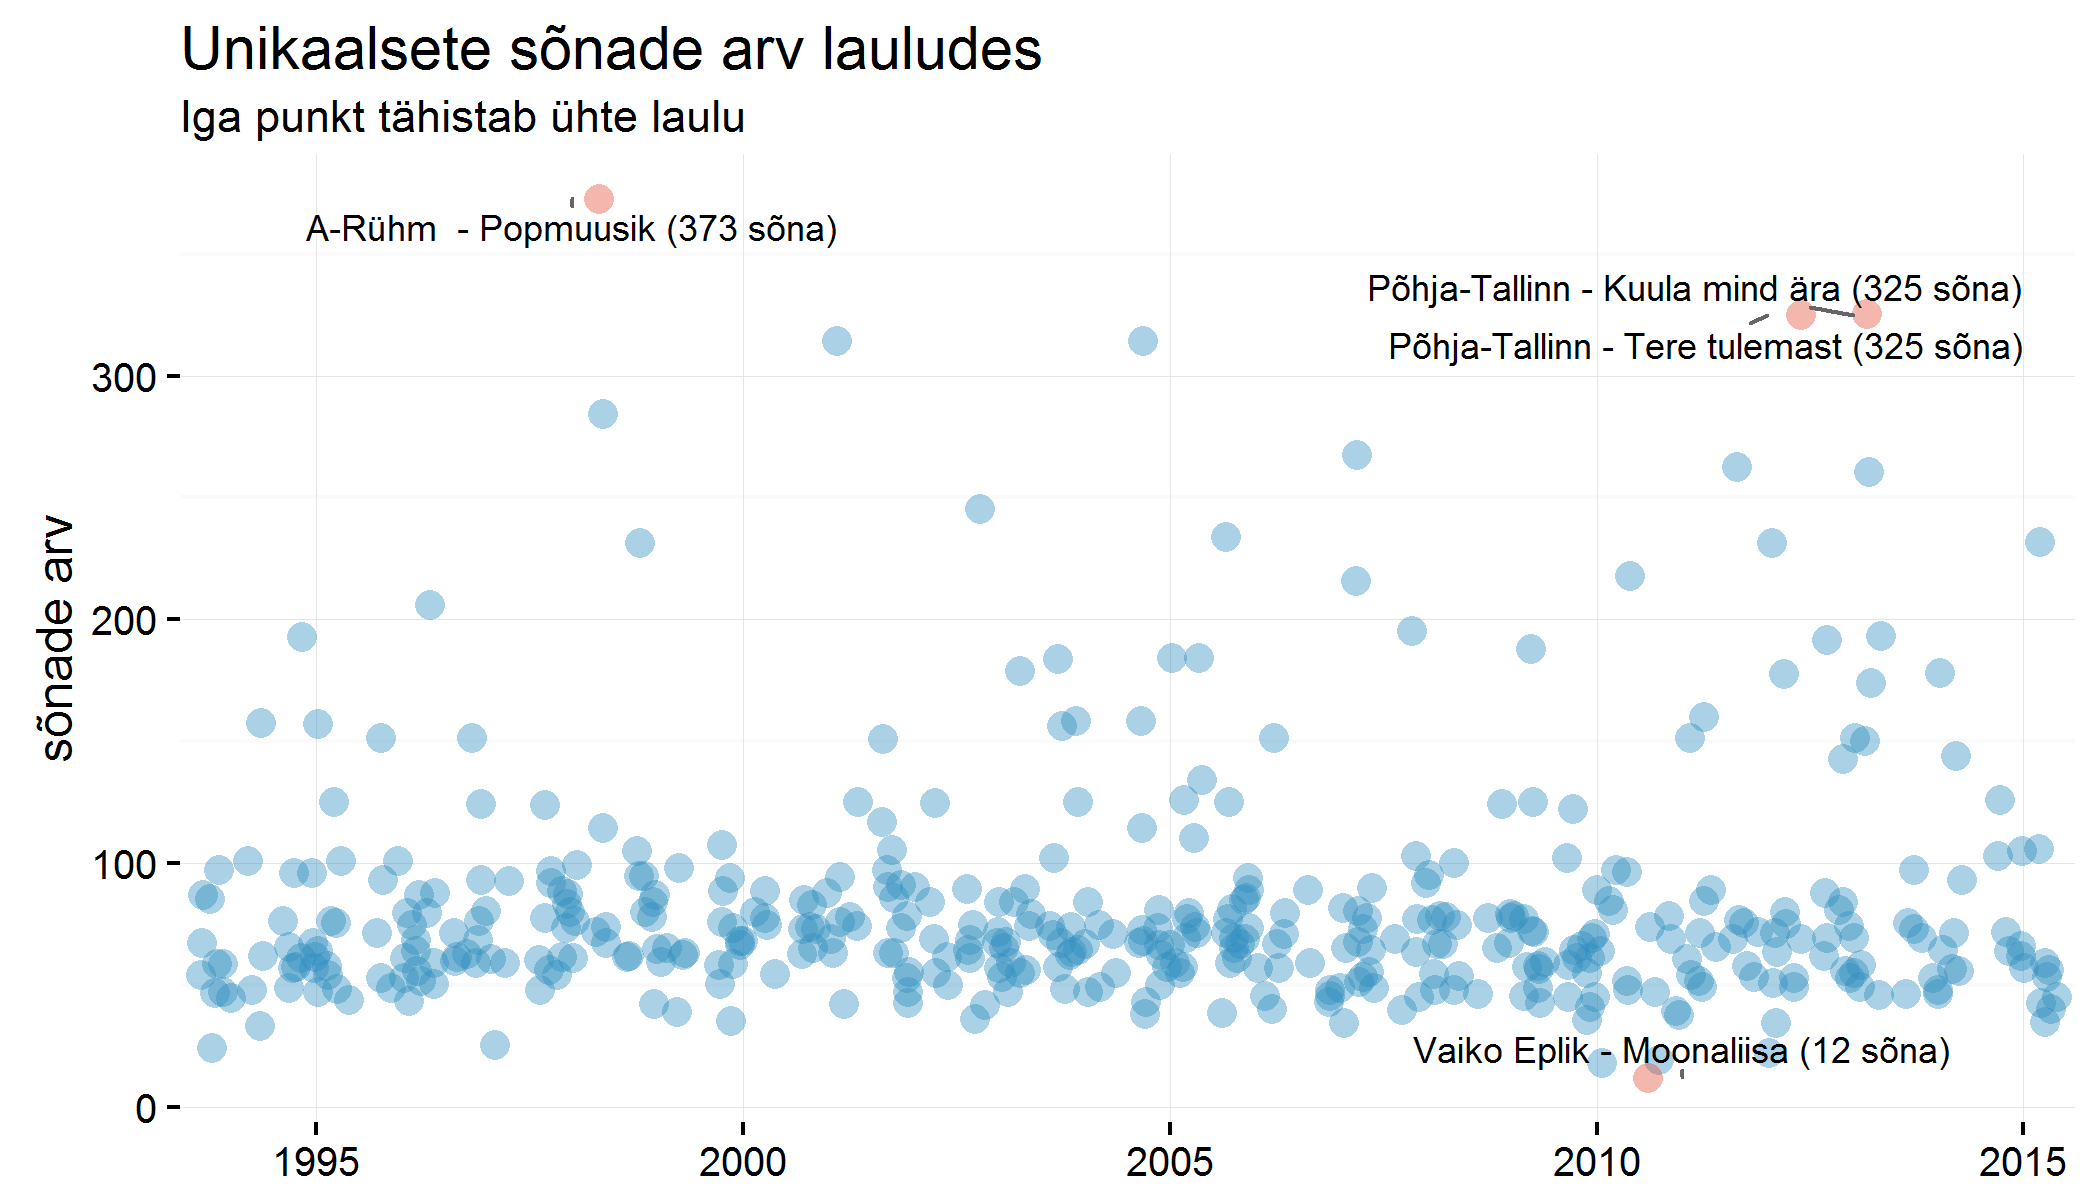 Unikaalsete sõnade arv lauludes
Iga punkt tähistab ühte laulu
A-Rühm  - Popmuusik (373 sõna)
Põhja-Tallinn - Kuula mind ära (325 sõna)
Põhja-Tallinn - Tere tulemast (325 sõna)
300
sõnade arv
200
100
Vaiko Eplik - Moonaliisa (12 sõna)
0
1995
2000
2005
2010
2015